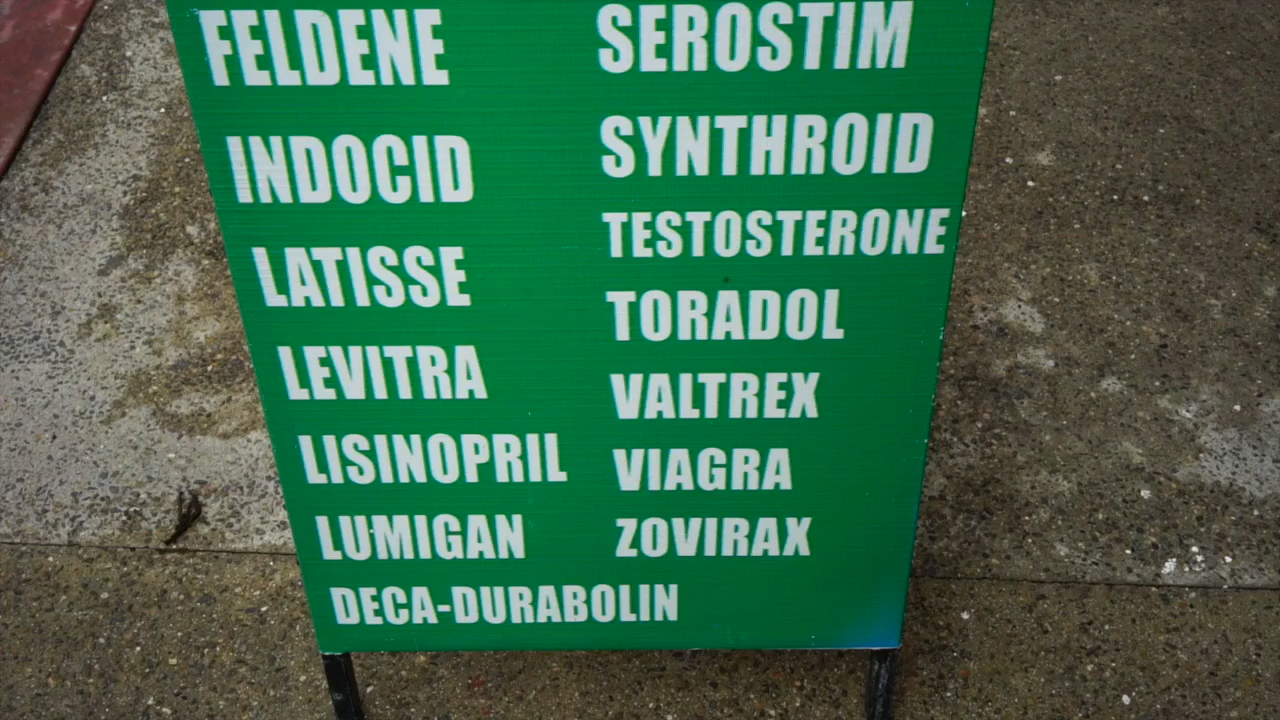 FELDENE
INDOCID
LATISSE
LEVITRA
LISINOPRIL
LUMIGAN
DECA-DURABOLIN
SEROSTIM
SYNTHROID
TESTOSTERONE
TORADOL
VALTREX
VIAGRA
ZOVIRAX